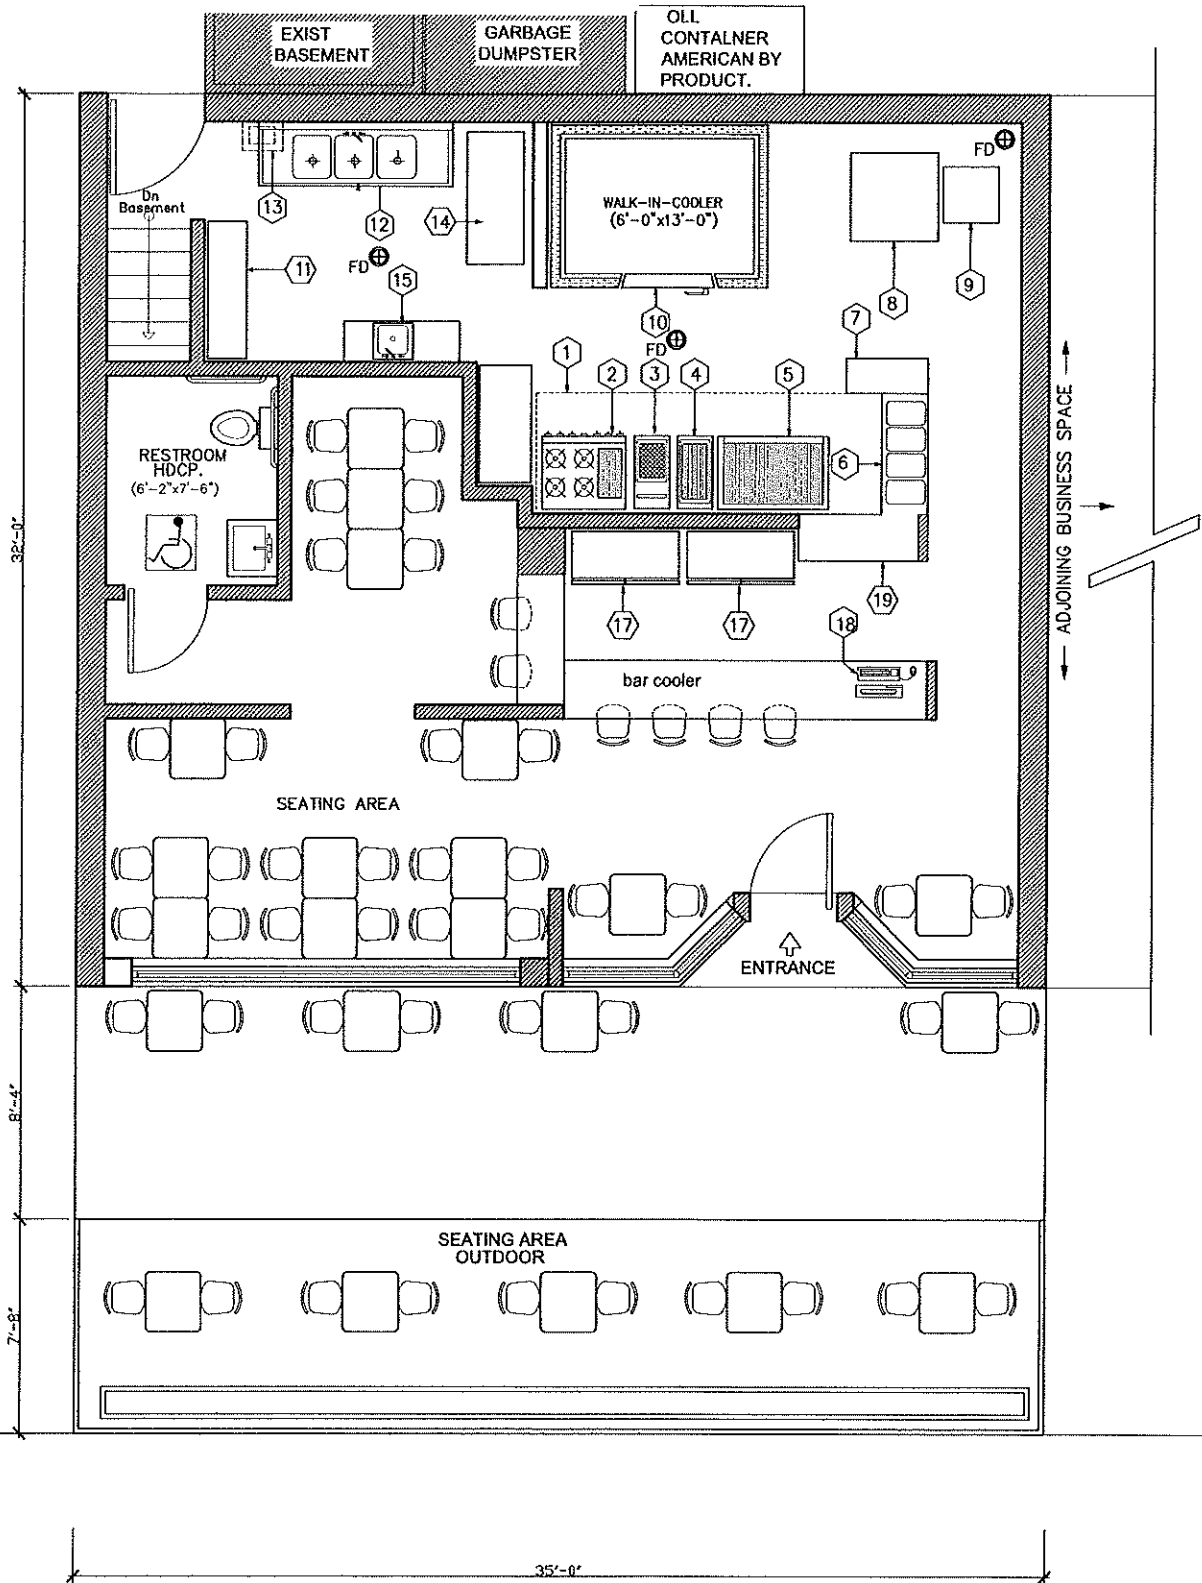 EXIST
BASEMENT
GARBAGE
DUMPSTER
OLL
CONTALNER
AMERICAN BY
PRODUCT.
FD
Dn
Basement
13
12
14
WALK-IN-COOLER
(6'-0"x13'-0")
FD
11
15
10
8
9
7
FD
1
2
3
4
5
6
RESTROOM
HDCP.
(6'-2"x7'-6")
32'-0"
ADJOINING BUSINESS SPACE
17
17
19
18
bar cooler
SEATING AREA
ENTRANCE
8'-4"
SEATING AREA
OUTDOOR
7'-8"
35'-0"